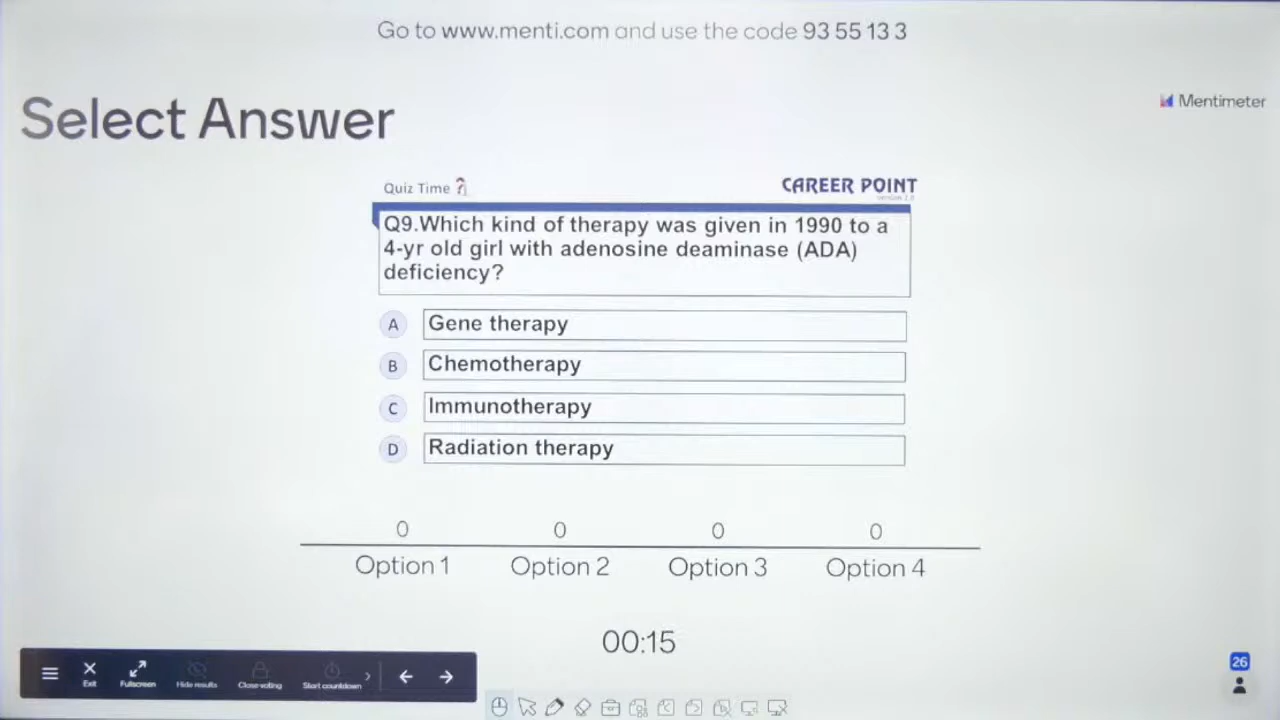 Go to www.menti.com and use the code 93 55 13 3
Select Answer
Mentimeter
Quiz Time ?
CAREER POINT
version 2.0
Q9.Which kind of therapy was given in 1990 to a
4-yr old girl with adenosine deaminase (ADA)
deficiency?
A Gene therapy
B Chemotherapy
C Immunotherapy
D Radiation therapy
0 0 0 0
Option 1 Option 2 Option 3 Option 4
00:15
Exit Fullscreen Hide results Close voting Start countdown
26